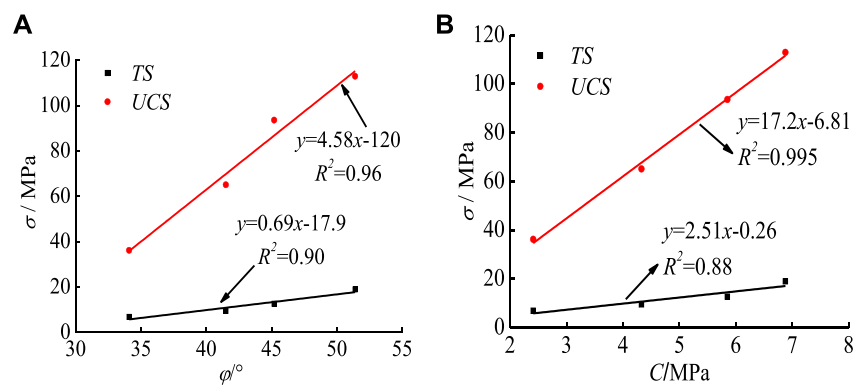 A
TS
UCS
y=4.58x-120
R²=0.96
y=0.69x-17.9
R²=0.90
σ / MPa
120
100
80
60
40
20
0
30
35
40
45
50
55
φ/°
B
TS
UCS
y=17.2x-6.81
R²=0.995
y=2.51x-0.26
R²=0.88
σ / MPa
120
100
80
60
40
20
0
2
3
4
5
6
7
8
C/MPa